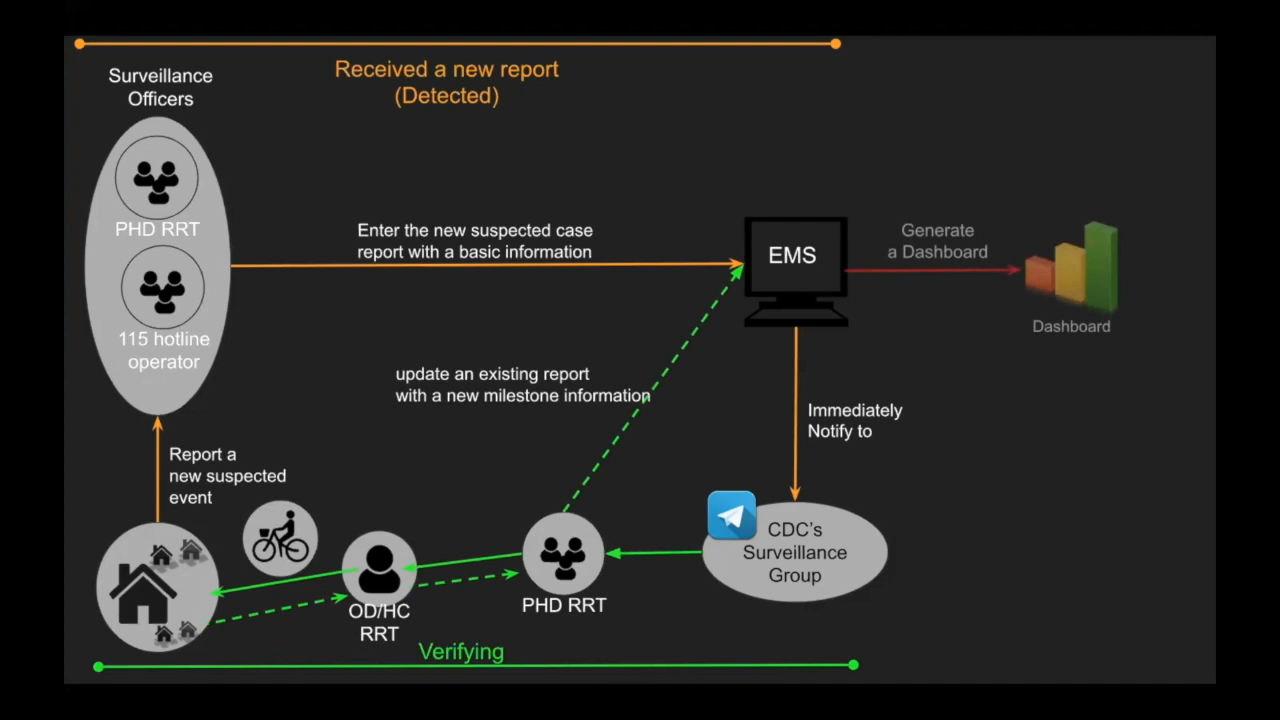 Received a new report
(Detected)
Surveillance
Officers
PHD RRT
115 hotline
operator
Enter the new suspected case
report with a basic information
EMS
Generate
a Dashboard
Dashboard
update an existing report
with a new milestone information
Immediately
Notify to
Report a
new suspected
event
CDC's
Surveillance
Group
PHD RRT
OD/HC
RRT
Verifying